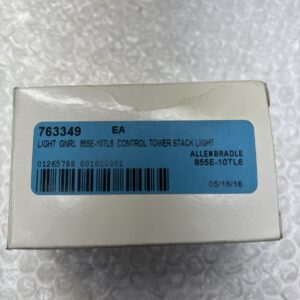 763349 EA
LIGHT GNRL 855E-10TL6 CONTROL TOWER STACK LIGHT
01265788 001610001 ALLENBRADLE
855E-10TL6
05/16/16